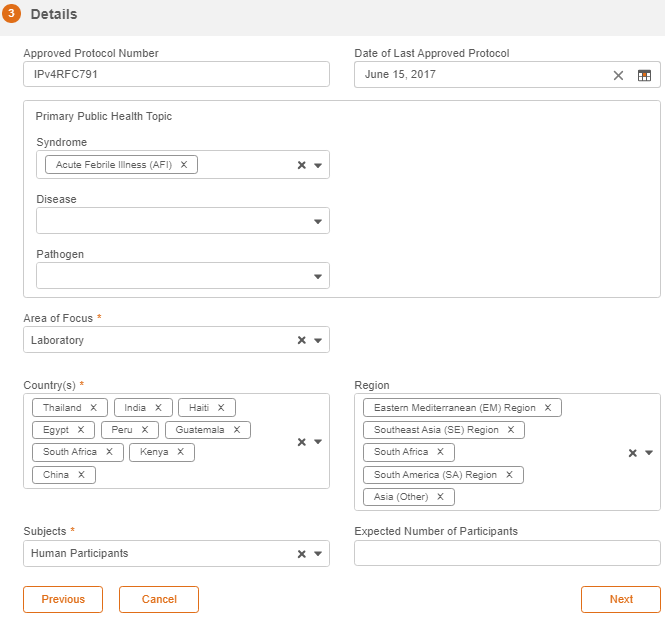 3 Details
Approved Protocol Number
IPv4RFC791
Date of Last Approved Protocol
June 15, 2017
Primary Public Health Topic
Syndrome
Acute Febrile Illness (AFI)
Disease
Pathogen
Area of Focus *
Laboratory
Country(s) *
Thailand India Haiti
Egypt Peru Guatemala
South Africa Kenya
China
Region
Eastern Mediterranean (EM) Region
Southeast Asia (SE) Region
South Africa
South America (SA) Region
Asia (Other)
Subjects *
Human Participants
Expected Number of Participants
Previous Cancel Next